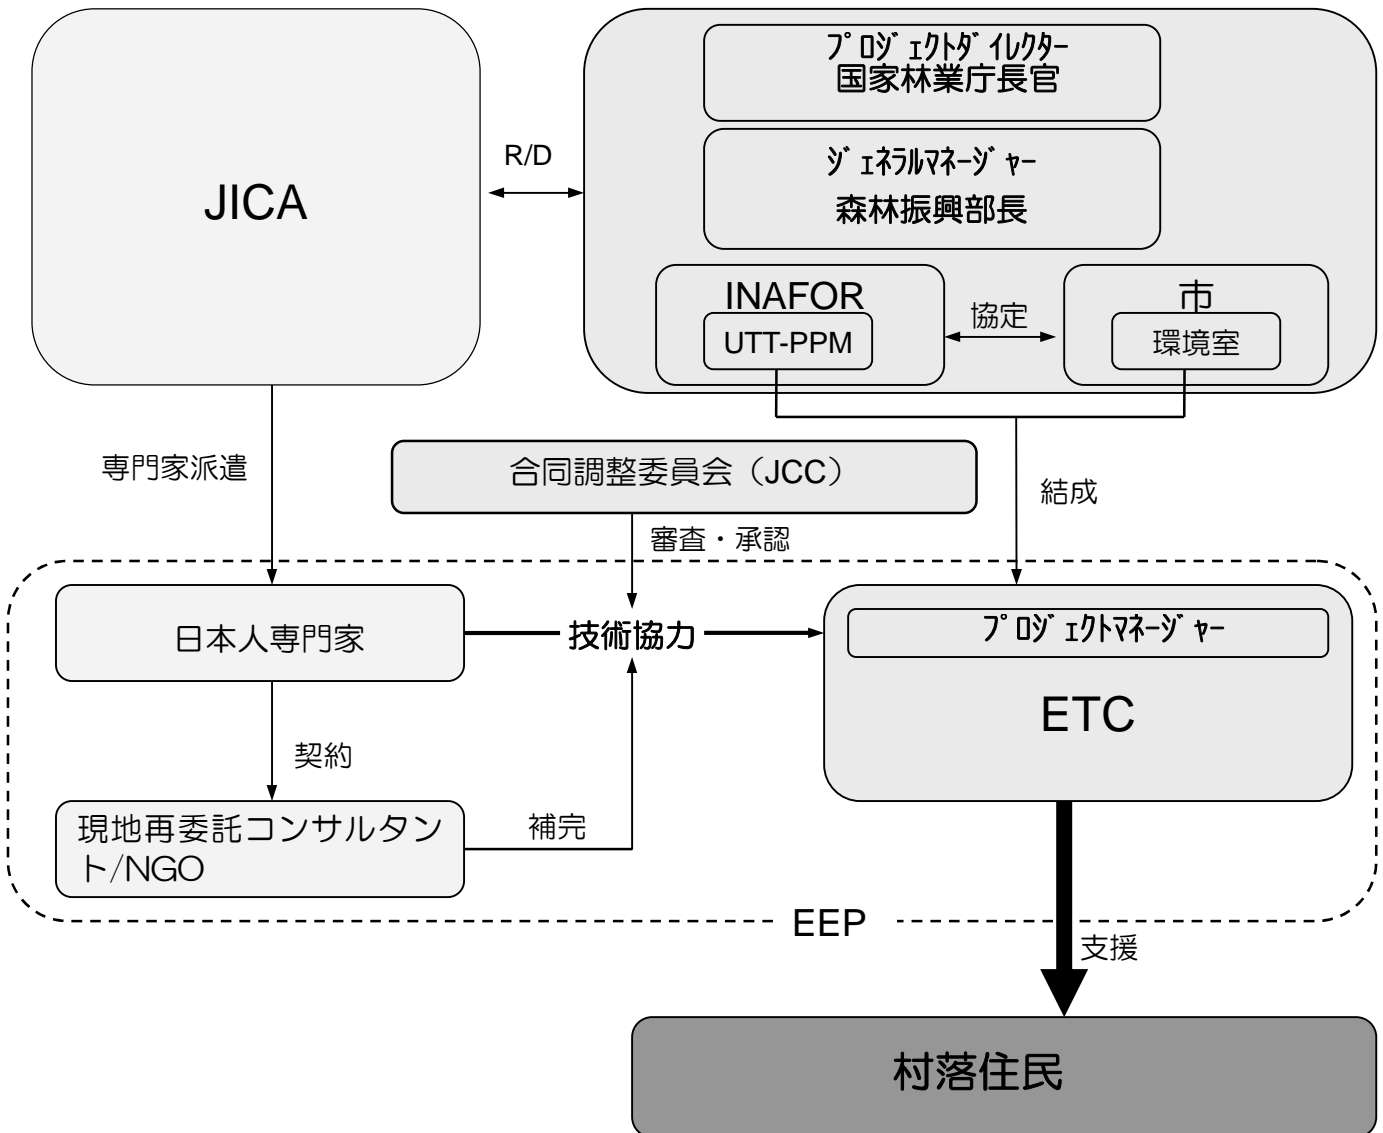 ﾌﾟﾛｼﾞｪｸﾄﾀﾞｲﾚｸﾀｰ
国家林業庁長官
JICA
R/D
ｼﾞｪﾈﾗﾙﾏﾈｰｼﾞｬｰ
森林振興部長
INAFOR
UTT-PPM
協定
市
環境室
専門家派遣
合同調整委員会（JCC）
結成
審査・承認
日本人専門家
技術協力
ﾌﾟﾛｼﾞｪｸﾄﾏﾈｰｼﾞｬｰ
ETC
契約
現地再委託コンサルタン
ト/NGO
補完
EEP
支援
村落住民